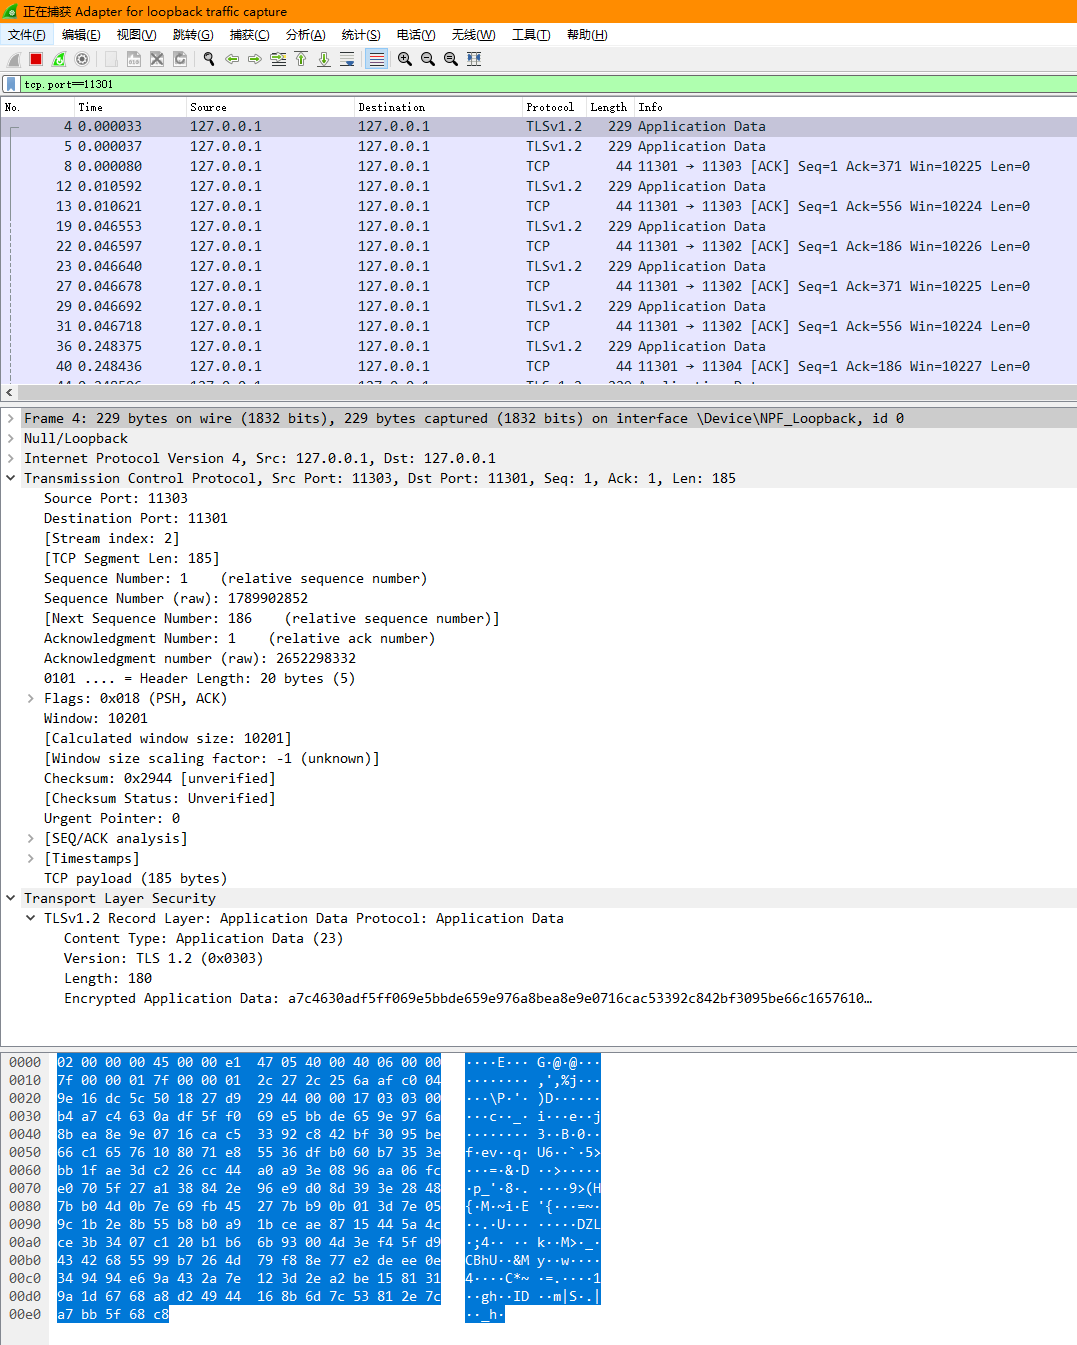 正在捕获 Adapter for loopback traffic capture
文件(F) 编辑(E) 视图(V) 跳转(G) 捕获(C) 分析(A) 统计(S) 电话(Y) 无线(W) 工具(T) 帮助(H)
tcp.port==11301
No. Time Source Destination Protocol Length Info
4 0.000033 127.0.0.1 127.0.0.1 TLSv1.2 229 Application Data
5 0.000037 127.0.0.1 127.0.0.1 TLSv1.2 229 Application Data
8 0.000080 127.0.0.1 127.0.0.1 TCP 44 11301 → 11303 [ACK] Seq=1 Ack=371 Win=10225 Len=0
12 0.010592 127.0.0.1 127.0.0.1 TLSv1.2 229 Application Data
13 0.010621 127.0.0.1 127.0.0.1 TCP 44 11301 → 11303 [ACK] Seq=1 Ack=556 Win=10224 Len=0
19 0.046553 127.0.0.1 127.0.0.1 TLSv1.2 229 Application Data
22 0.046597 127.0.0.1 127.0.0.1 TCP 44 11301 → 11302 [ACK] Seq=1 Ack=186 Win=10226 Len=0
23 0.046640 127.0.0.1 127.0.0.1 TLSv1.2 229 Application Data
27 0.046678 127.0.0.1 127.0.0.1 TCP 44 11301 → 11302 [ACK] Seq=1 Ack=371 Win=10225 Len=0
29 0.046692 127.0.0.1 127.0.0.1 TLSv1.2 229 Application Data
31 0.046718 127.0.0.1 127.0.0.1 TCP 44 11301 → 11302 [ACK] Seq=1 Ack=556 Win=10224 Len=0
36 0.248375 127.0.0.1 127.0.0.1 TLSv1.2 229 Application Data
40 0.248436 127.0.0.1 127.0.0.1 TCP 44 11301 → 11304 [ACK] Seq=1 Ack=186 Win=10227 Len=0
Frame 4: 229 bytes on wire (1832 bits), 229 bytes captured (1832 bits) on interface \Device\NPF_Loopback, id 0
Null/Loopback
Internet Protocol Version 4, Src: 127.0.0.1, Dst: 127.0.0.1
Transmission Control Protocol, Src Port: 11303, Dst Port: 11301, Seq: 1, Ack: 1, Len: 185
Source Port: 11303
Destination Port: 11301
[Stream index: 2]
[TCP Segment Len: 185]
Sequence Number: 1 (relative sequence number)
Sequence Number (raw): 1789902852
[Next Sequence Number: 186 (relative sequence number)]
Acknowledgment Number: 1 (relative ack number)
Acknowledgment number (raw): 2652298332
0101 .... = Header Length: 20 bytes (5)
Flags: 0x018 (PSH, ACK)
Window: 10201
[Calculated window size: 10201]
[Window size scaling factor: -1 (unknown)]
Checksum: 0x2944 [unverified]
[Checksum Status: Unverified]
Urgent Pointer: 0
[SEQ/ACK analysis]
[Timestamps]
TCP payload (185 bytes)
Transport Layer Security
TLSv1.2 Record Layer: Application Data Protocol: Application Data
Content Type: Application Data (23)
Version: TLS 1.2 (0x0303)
Length: 180
Encrypted Application Data: a7c4630adf5ff069e5bbde659e976a8bea8e9e0716cac53392c842bf3095be66c1657610…
0000 02 00 00 00 45 00 00 e1 47 05 40 00 40 06 00 00 ····E··· G·@·@···
0010 7f 00 00 01 7f 00 00 01 2c 27 2c 25 6a af c0 04 ········ ,',%j···
0020 9e 16 dc 5c 50 18 27 d9 29 44 00 00 17 03 03 00 ···\P·'· )D······
0030 b4 a7 c4 63 0a df 5f f0 69 e5 bb de 65 9e 97 6a ···c··_· i···e··j
0040 8b ea 8e 9e 07 16 ca c5 33 92 c8 42 bf 30 95 be ········ 3··B·0··
0050 66 c1 65 76 10 80 71 e8 55 36 df b0 60 b7 35 3e f·ev··q· U6··`·5>
0060 bb 1f ae 3d c2 26 cc 44 a0 a9 3e 08 96 aa 06 fc ···=·&·D ··>·····
0070 e0 70 5f 27 a1 38 84 2e 96 e9 d0 8d 39 3e 28 48 ·p_'·8·. ····9>(H
0080 7b b0 4d 0b 7e 69 fb 45 27 7b b9 0b 01 3d 7e 05 {·M·~i·E '{···=~·
0090 9c 1b 2e 8b 55 b8 b0 a9 1b ce ae 87 15 44 5a 4c ··.·U··· ·····DZL
00a0 ce 3b 34 07 c1 20 b1 b6 6b 93 00 4d 3e f4 5f d9 ·;4·· ·· k··M>·_·
00b0 43 42 68 55 99 b7 26 4d 79 f8 8e 77 e2 de ee 0e CBhU··&M y··w····
00c0 34 94 94 e6 9a 43 2a 7e 12 3d 2e a2 be 15 81 31 4····C*~ ·=.····1
00d0 9a 1d 67 68 a8 d2 49 44 16 8b 6d 7c 53 81 2e 7c ··gh··ID ··m|S·.|
00e0 a7 bb 5f 68 c8 ··_h·